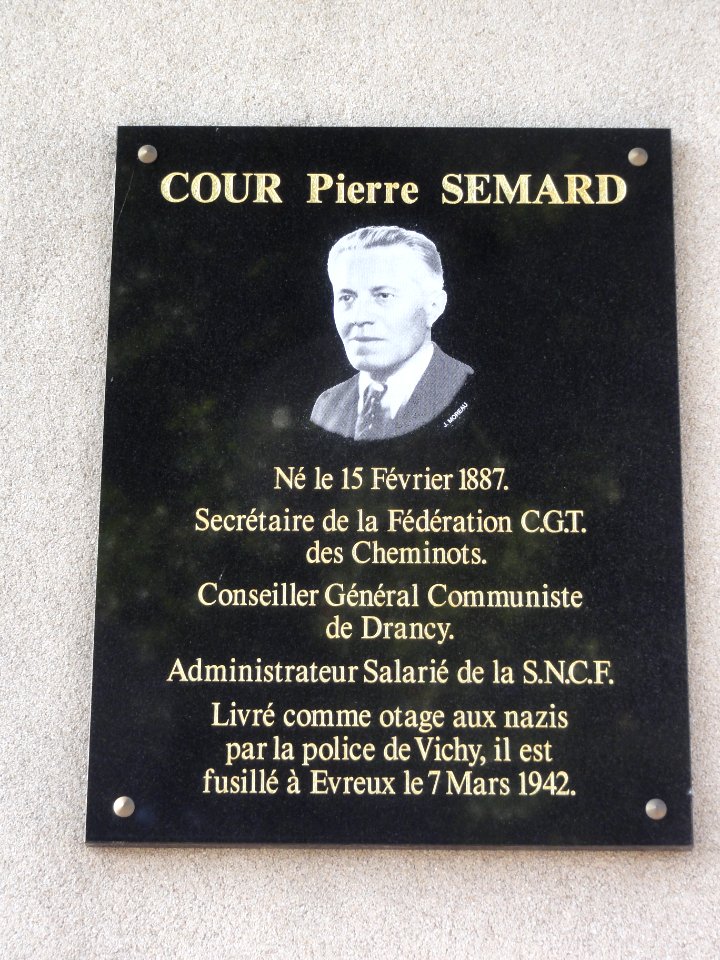 COUR Pierre SEMARD
J. MOREAU
Né le 15 Février 1887.
Secrétaire de la Fédération C.G.T.
des Cheminots.
Conseiller Général Communiste
de Drancy.
Administrateur Salarié de la S.N.C.F.
Livré comme otage aux nazis
par la police de Vichy, il est
fusillé à Evreux le 7 Mars 1942.